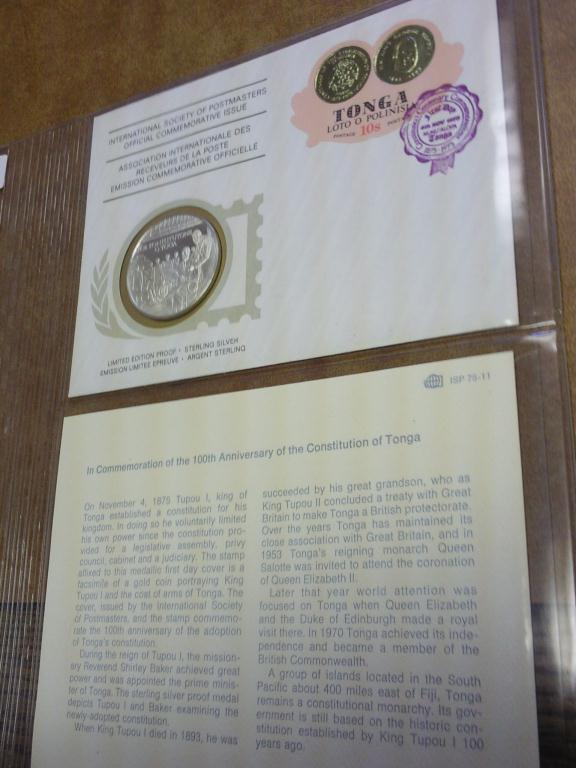 INTERNATIONAL SOCIETY OF POSTMASTERS
OFFICIAL COMMEMORATIVE ISSUE
ASSOCIATION INTERNATIONALE DES
RECEVEURS DE LA POSTE
EMISSION COMMEMORATIVE OFFICIELLE
TONGA
LOTO O POLINISIA
POSTAGE 10s
LIMITED EDITION PROOF • STERLING SILVER
EMISSION LIMITEE EPREUVE • ARGENT STERLING
ISP 75-11
In Commemoration of the 100th Anniversary of the Constitution of Tonga
On November 4, 1875 Tupou I, king of
Tonga established a constitution for his
kingdom. In doing so he voluntarily limited
his own power since the constitution pro-
vided for a legislative assembly, privy
council, cabinet and a judiciary. The stamp
affixed to this medallic first day cover is a
facsimile of a gold coin portraying King
Tupou I and the coat of arms of Tonga. The
cover, issued by the International Society
of Postmasters, and the stamp commemo-
rate the 100th anniversary of the adoption
of Tonga's constitution.
During the reign of Tupou I, the mission-
ary Reverend Shirley Baker achieved great
power and was appointed the prime minis-
ter of Tonga. The sterling silver proof medal
depicts Tupou I and Baker examining the
newly-adopted constitution.
When King Tupou I died in 1893, he was
succeeded by his great grandson, who as
King Tupou II concluded a treaty with Great
Britain to make Tonga a British protectorate.
Over the years Tonga has maintained its
close association with Great Britain, and in
1953 Tonga's reigning monarch Queen
Salotte was invited to attend the coronation
of Queen Elizabeth II.
Later that year world attention was
focused on Tonga when Queen Elizabeth
and the Duke of Edinburgh made a royal
visit there. In 1970 Tonga achieved its inde-
pendence and became a member of the
British Commonwealth.
A group of islands located in the South
Pacific about 400 miles east of Fiji, Tonga
remains a constitutional monarchy. Its gov-
ernment is still based on the historic con-
stitution established by King Tupou I 100
years ago.